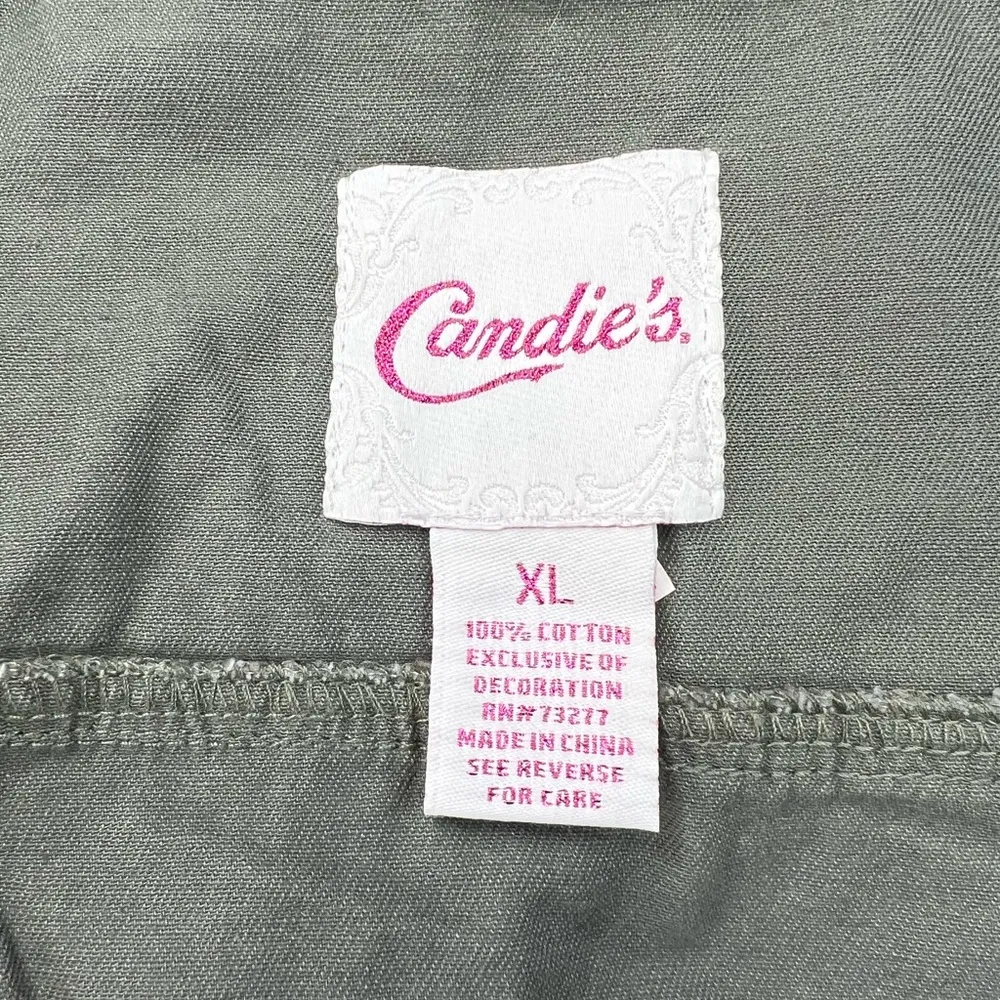 Candie's.
XL
100% COTTON
EXCLUSIVE OF
DECORATION
RN# 73277
MADE IN CHINA
SEE REVERSE
FOR CARE